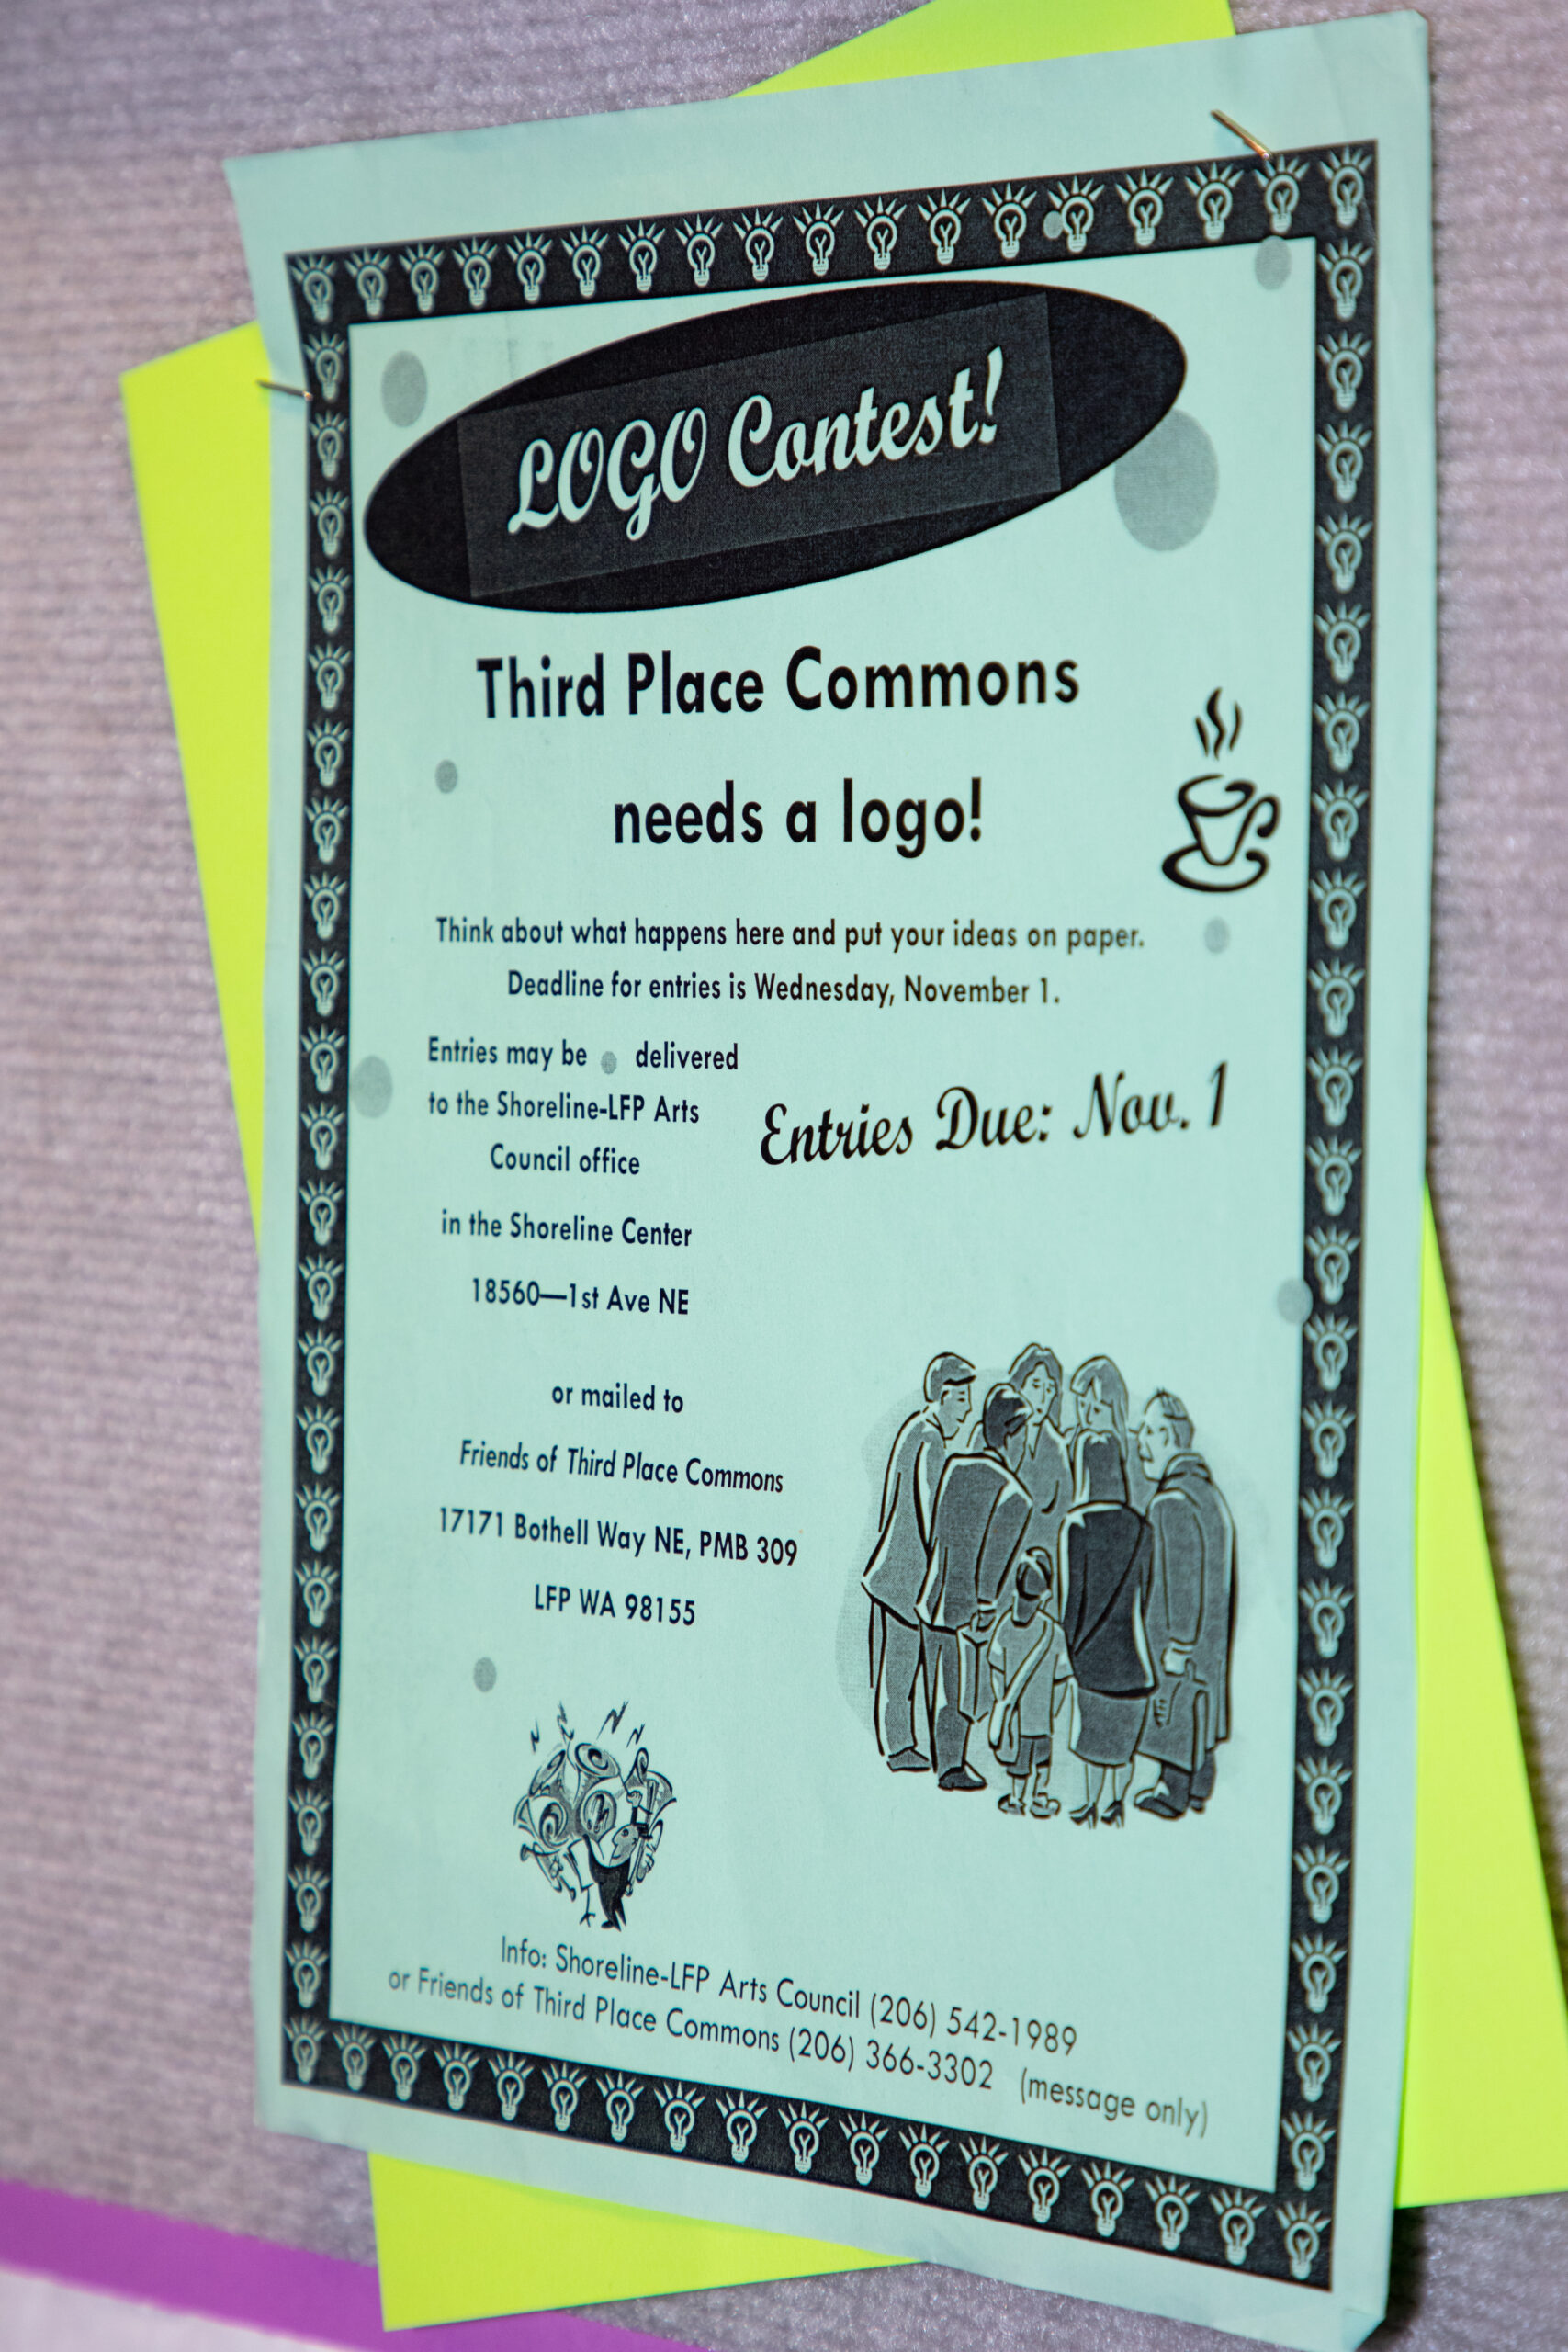 LOGO Contest!
Third Place Commons
needs a logo!
Think about what happens here and put your ideas on paper.
Deadline for entries is Wednesday, November 1.
Entries may be delivered
to the Shoreline-LFP Arts
Council office
in the Shoreline Center
18560—1st Ave NE
Entries Due: Nov. 1
or mailed to
Friends of Third Place Commons
17171 Bothell Way NE, PMB 309
LFP WA 98155
Info: Shoreline-LFP Arts Council (206) 542-1989
or Friends of Third Place Commons (206) 366-3302 (message only)